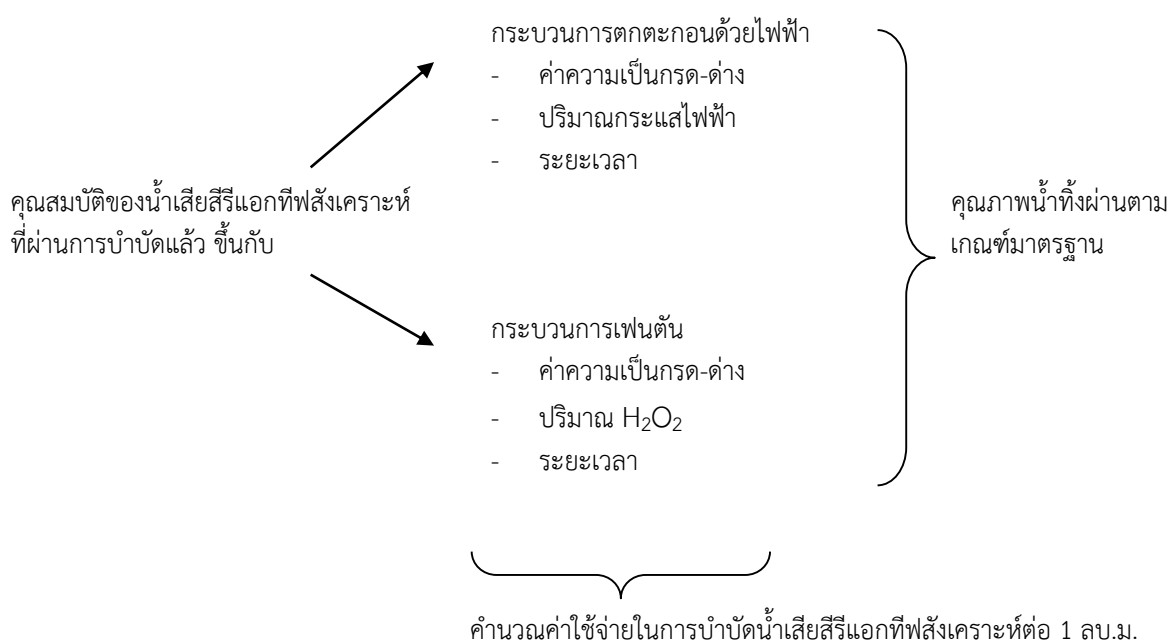 กระบวนการตกตะกอนด้วยไฟฟ้า
- ค่าความเป็นกรด-ด่าง
- ปริมาณกระแสไฟฟ้า
- ระยะเวลา
คุณสมบัติของน้ำเสียสีรีแอกทีฟสังเคราะห์
ที่ผ่านการบำบัดแล้ว ขึ้นกับ
คุณภาพน้ำทิ้งผ่านตาม
เกณฑ์มาตรฐาน
กระบวนการเฟนตัน
- ค่าความเป็นกรด-ด่าง
- ปริมาณ H₂O₂
- ระยะเวลา
คำนวณค่าใช้จ่ายในการบำบัดน้ำเสียสีรีแอกทีฟสังเคราะห์ต่อ 1 ลบ.ม.